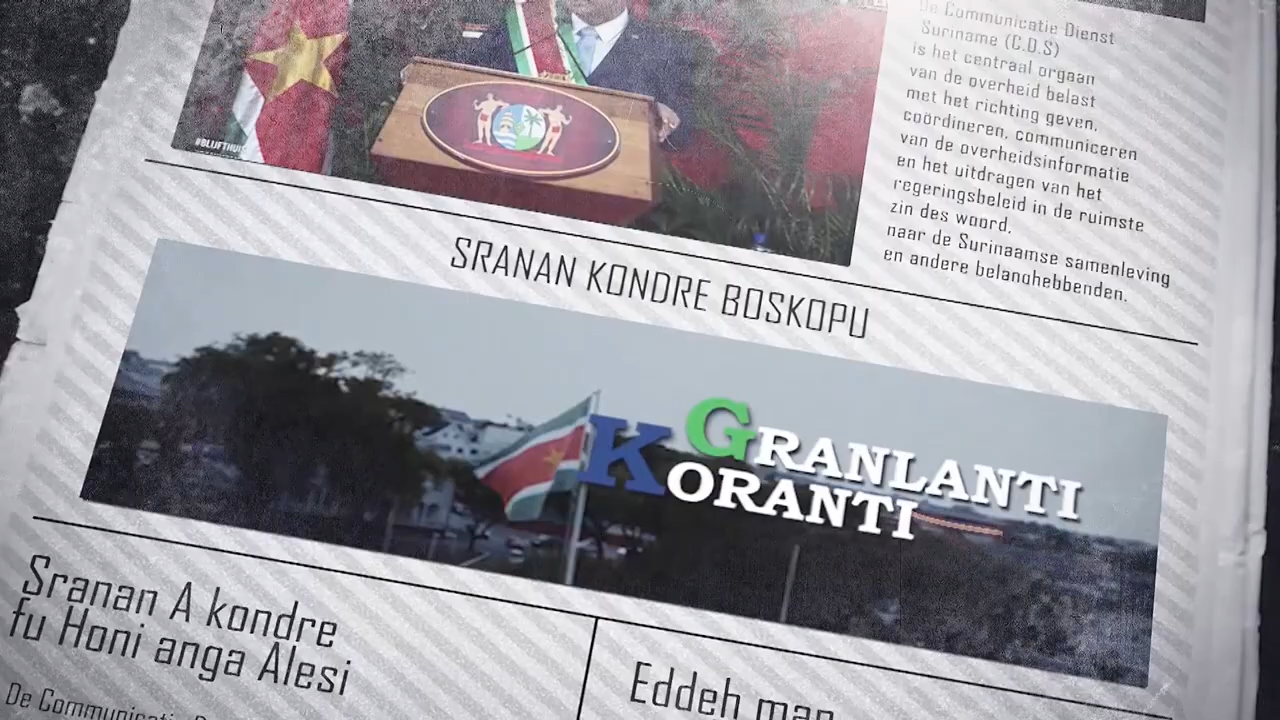 De Communicatie Dienst
Suriname (C.D.S)
is het centraal orgaan
van de overheid belast
met het richting geven,
coördineren, communiceren
van de overheidsinformatie
en het uitdragen van het
regeringsbeleid in de ruimste
zin des woord.
naar de Surinaamse samenleving
en andere belanghebbenden.
SRANAN KONDRE BOSKOPU
GRANLANTI
KORANTI
Sranan A kondre
fu Honi anga Alesi
Eddeh man